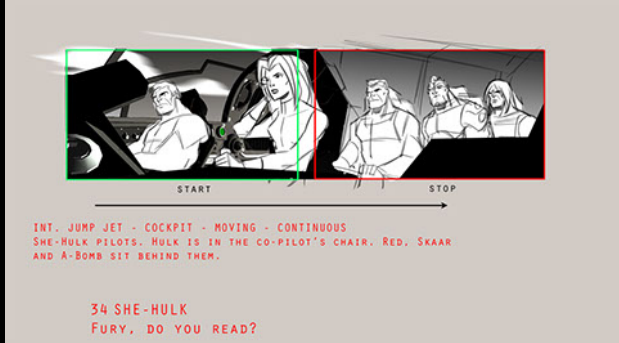 START
STOP
INT. JUMP JET - COCKPIT - MOVING - CONTINUOUS
SHE-HULK PILOTS. HULK IS IN THE CO-PILOT'S CHAIR. RED, SKAAR
AND A-BOMB SIT BEHIND THEM.
34 SHE-HULK
FURY, DO YOU READ?